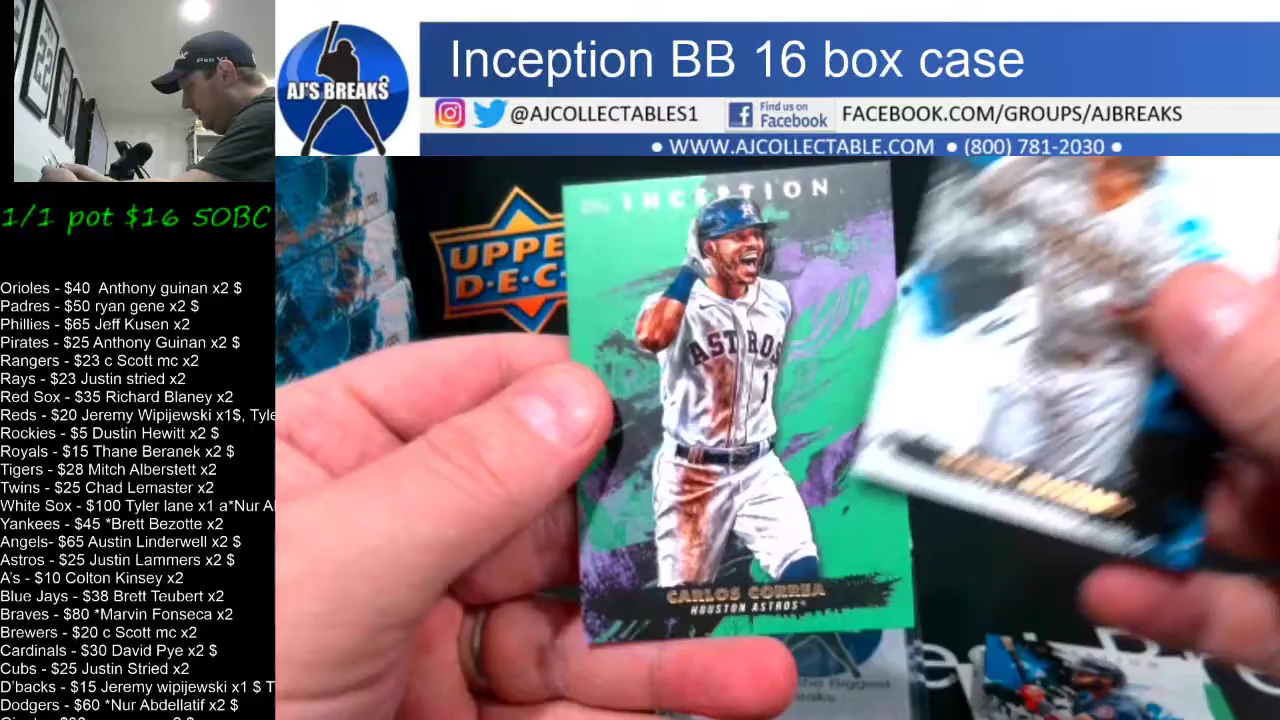 AJ'S BREAKS
Inception BB 16 box case
@AJCOLLECTABLES1
Find us on
Facebook
FACEBOOK.COM/GROUPS/AJBREAKS
• WWW.AJCOLLECTABLE.COM • (800) 781-2030 •
1/1 pot $16 SOBC
Orioles - $40 Anthony guinan x2 $
Padres - $50 ryan gene x2 $
Phillies - $65 Jeff Kusen x2
Pirates - $25 Anthony Guinan x2 $
Rangers - $23 c Scott mc x2
Rays - $23 Justin stried x2
Red Sox - $35 Richard Blaney x2
Reds - $20 Jeremy Wipijewski x1$, Tyle
Rockies - $5 Dustin Hewitt x2 $
Royals - $15 Thane Beranek x2 $
Tigers - $28 Mitch Alberstett x2
Twins - $25 Chad Lemaster x2
White Sox - $100 Tyler lane x1 a*Nur A
Yankees - $45 *Brett Bezotte x2
Angels- $65 Austin Linderwell x2 $
Astros - $25 Justin Lammers x2 $
A's - $10 Colton Kinsey x2
Blue Jays - $38 Brett Teubert x2
Braves - $80 *Marvin Fonseca x2
Brewers - $20 c Scott mc x2
Cardinals - $30 David Pye x2 $
Cubs - $25 Justin Stried x2
D'backs - $15 Jeremy wipijewski x1 $ T
Dodgers - $60 *Nur Abdellatif x2 $
UPPE
D·E·C
INCEPTION
ASTROS
1
CARLOS CORREA
HOUSTON ASTROS
Biggest